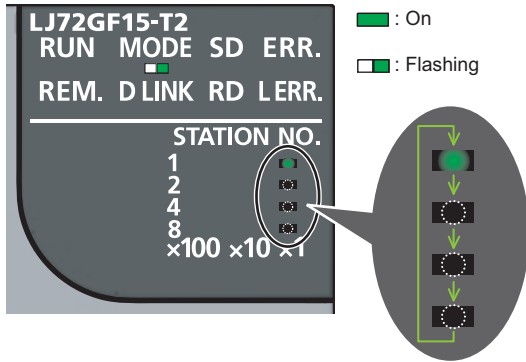 LJ72GF15-T2
RUN MODE SD ERR.
REM. D LINK RD L ERR.
STATION NO.
1
2
4
8
×100 ×10 ×1
: On
: Flashing